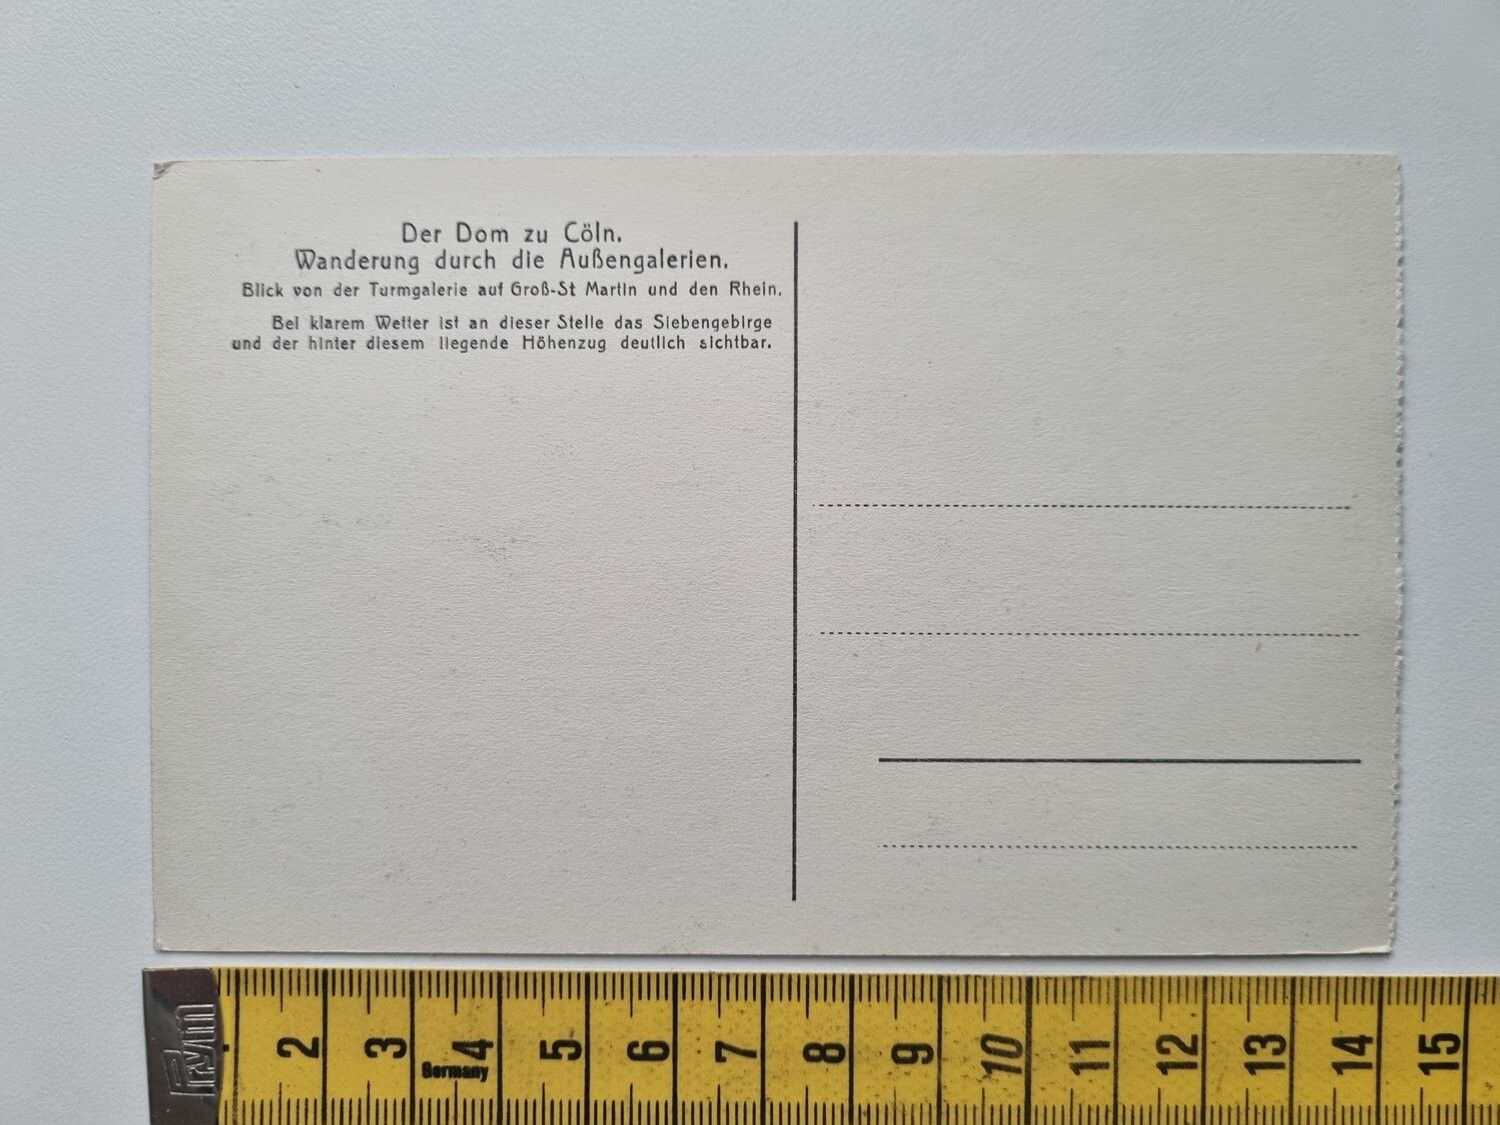 Der Dom zu Cöln.
Wanderung durch die Außengalerien.
Blick von der Turmgalerie auf Groß-St Martin und den Rhein.
Bei klarem Wetter ist an dieser Stelle das Siebengebirge
und der hinter diesem liegende Höhenzug deutlich sichtbar.
Prym
2 3 4 5 6 7 8 9 10 11 12 13 14 15
Germany